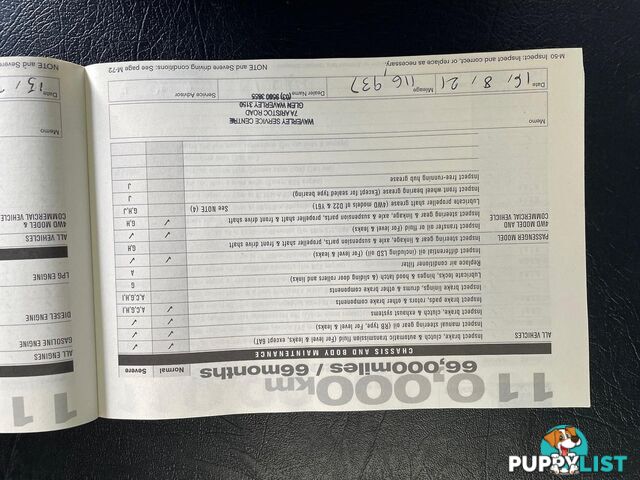 110,000km
66,000miles / 66months
Normal Severe
CHASSIS AND BODY MAINTENANCE
ALL VEHICLES
Inspect brake, clutch & automatic transmission fluid (For level & leaks) (except 6AT)
Inspect manual steering gear oil (RB type, For level & leaks)
Inspect brake, clutch & exhaust systems
Inspect brake pads, rotors & other brake components A,C,G,H,I
Inspect brake linings, drums & other brake components A,C,G,H,I
Lubricate locks, hinges & hood latch (& sliding door rollers and links) G
Replace air conditioner filter A
Inspect differential oil (including LSD oil) (For level & leaks)
PASSENGER MODEL
Inspect steering gear & linkage, axle & suspension parts, propeller shaft & front drive shaft G,H
4WD MODEL AND
COMMERCIAL VEHICLE
Inspect transfer oil or fluid (For level & leaks)
Inspect steering gear & linkage, axle & suspension parts, propeller shaft & front drive shaft G,H
Lubricate propeller shaft grease (4WD models of D22 & Y61) See NOTE (4) G,H,J
Inspect front wheel bearing grease (Except for sealed type bearing) J
Inspect free-running hub grease J
Memo
WAVERLEY SERVICE CENTRE
7A ARISTOC ROAD
GLEN WAVERLEY 3150
(03) 9560 3655
Date 16, 8, 21 Mileage 116,937 Dealer Name Service Advisor
M-50 Inspect: Inspect and correct, or replace as necessary. NOTE and Severe driving conditions: See page M-72
11
ALL ENGINES
GASOLINE ENGINE
DIESEL ENGINE
LPG ENGINE
ALL VEHICLES
4WD MODEL &
COMMERCIAL VEHICLE
Memo
Date 15,
NOTE and Severe
PUPPYLIST